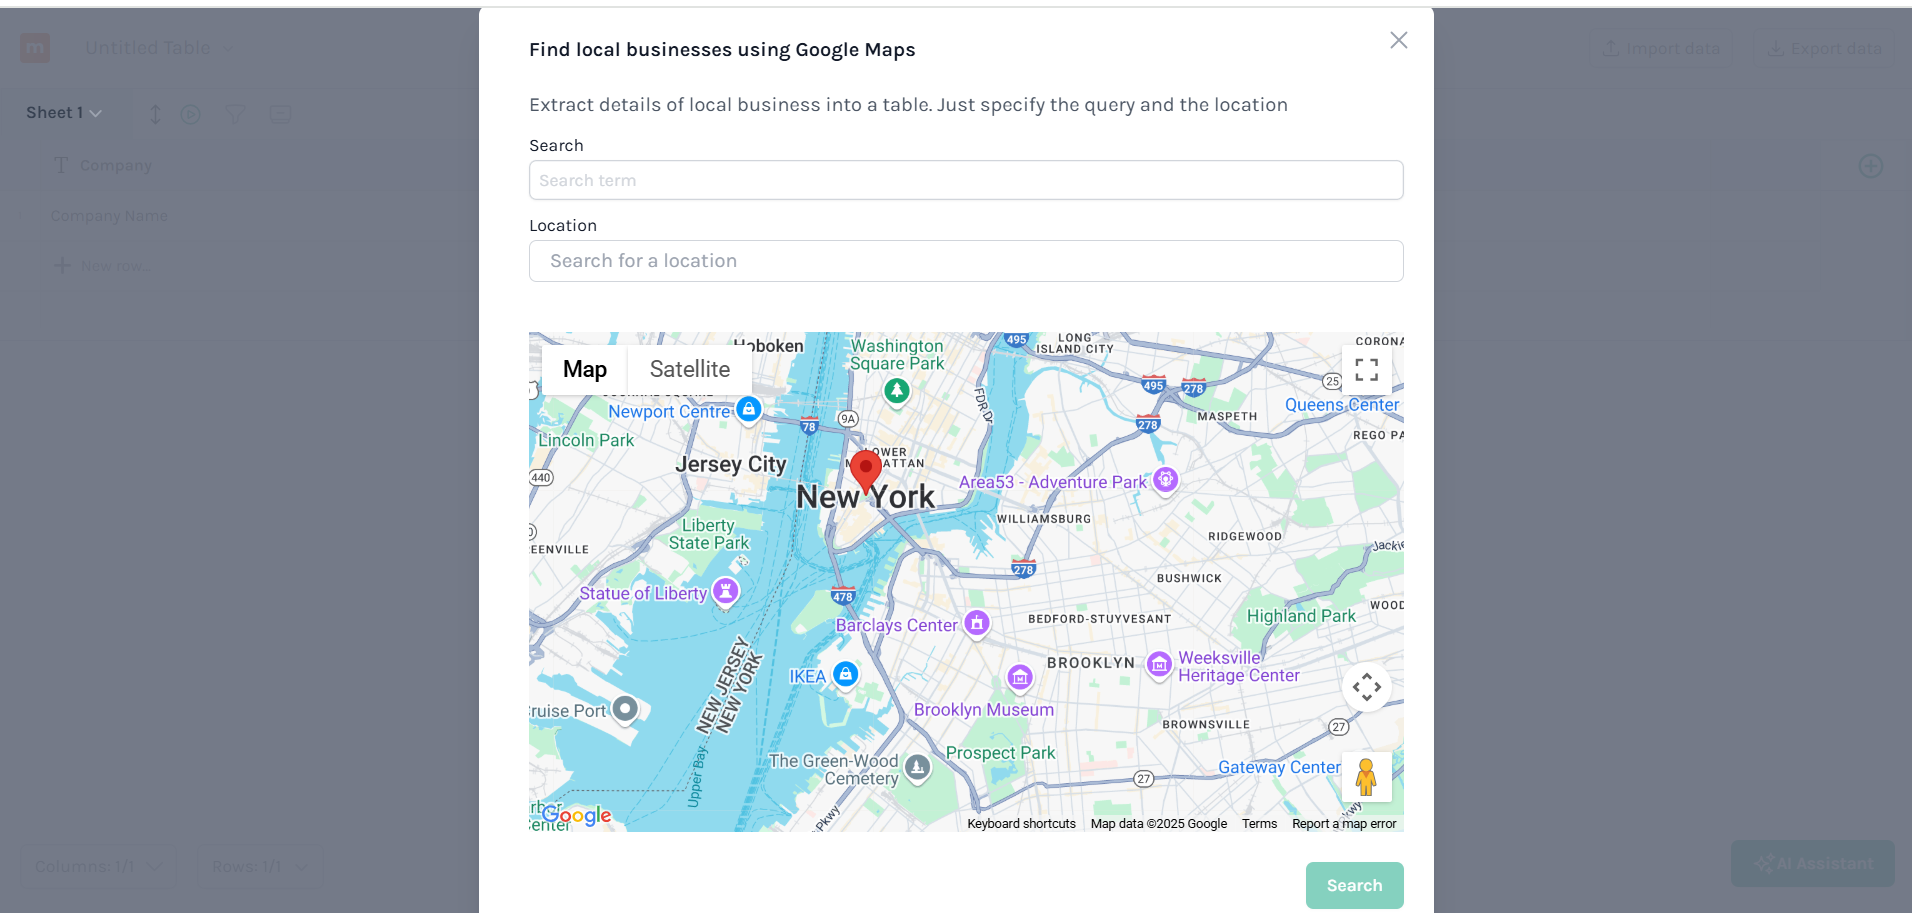 m
Untitled Table
Import data
Export data
Sheet 1
Company
Company Name
New row...
Columns: 1/1
Rows: 1/1
AI Assistant
Find local businesses using Google Maps
Extract details of local business into a table. Just specify the query and the location
Search
Search term
Location
Search for a location
Map
Satellite
Hoboken
Washington
Square Park
495
LONG
ISLAND CITY
CORONA
25
Newport Centre
9A
78
FDR Dr
495
278
278
MASPETH
Queens Center
REGO PA
Lincoln Park
440
Jersey City
LOWER
MANHATTAN
New York
Area53 - Adventure Park
WILLIAMSBURG
RIDGEWOOD
Jackie
EENVILLE
Liberty
State Park
278
BUSHWICK
Statue of Liberty
478
Barclays Center
BEDFORD-STUYVESANT
Highland Park
WOOD
BROOKLYN
Weeksville
Heritage Center
IKEA
NEW JERSEY
NEW YORK
Brooklyn Museum
ruise Port
BROWNSVILLE
27
Upper Bay
The Green-Wood
Cemetery
Prospect Park
27
Gateway Center
rber
enter
Google
Pkwy
kwy
Keyboard shortcuts
Map data ©2025 Google
Terms
Report a map error
Search